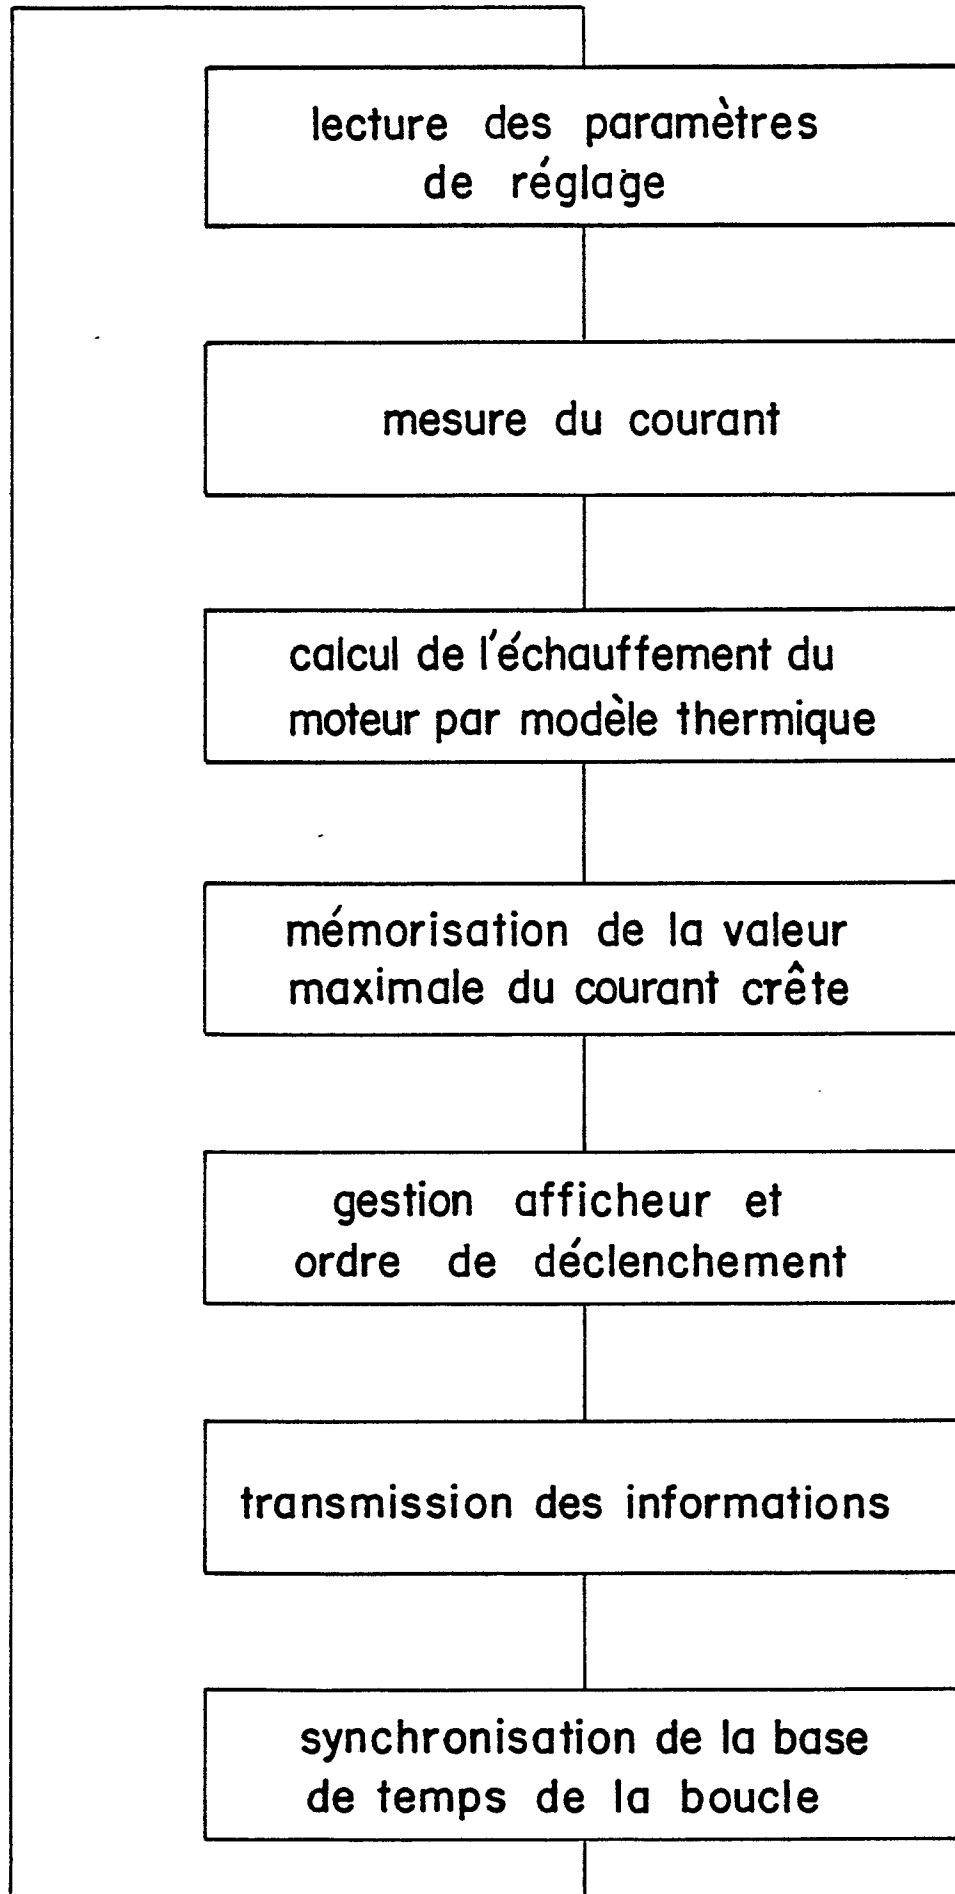 lecture des paramètres
de réglage
mesure du courant
calcul de l'échauffement du
moteur par modèle thermique
mémorisation de la valeur
maximale du courant crête
gestion afficheur et
ordre de déclenchement
transmission des informations
synchronisation de la base
de temps de la boucle